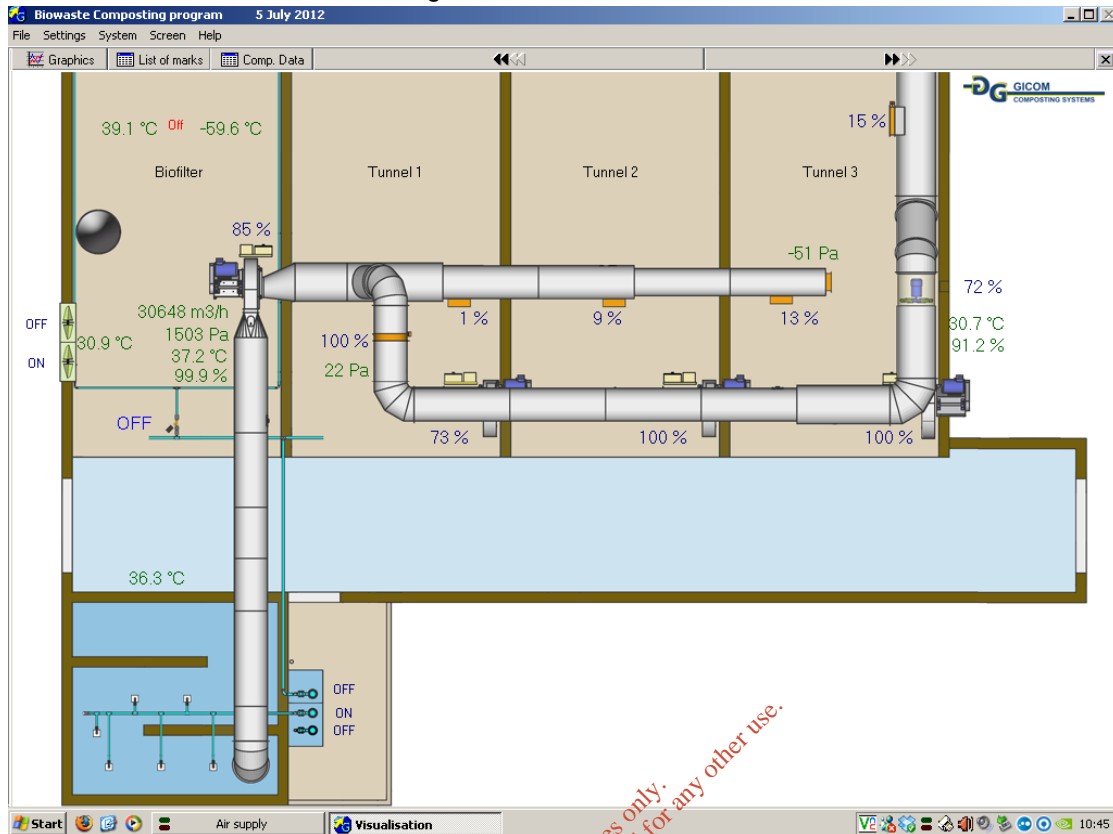 Biowaste Composting program 5 July 2012
File Settings System Screen Help
Graphics List of marks Comp. Data
GICOM
COMPOSTING SYSTEMS
39.1 °C Off -59.6 °C
15 %
Biofilter Tunnel 1 Tunnel 2 Tunnel 3
85 %
-51 Pa
72 %
30648 m3/h
1 % 9 % 13 %
OFF
1503 Pa
30.7 °C
30.9 °C
100 %
91.2 %
37.2 °C
ON
99.9 %
22 Pa
OFF
73 % 100 % 100 %
36.3 °C
OFF
ON
OFF
es only.
for any other use.
Start Air supply Visualisation 10:45